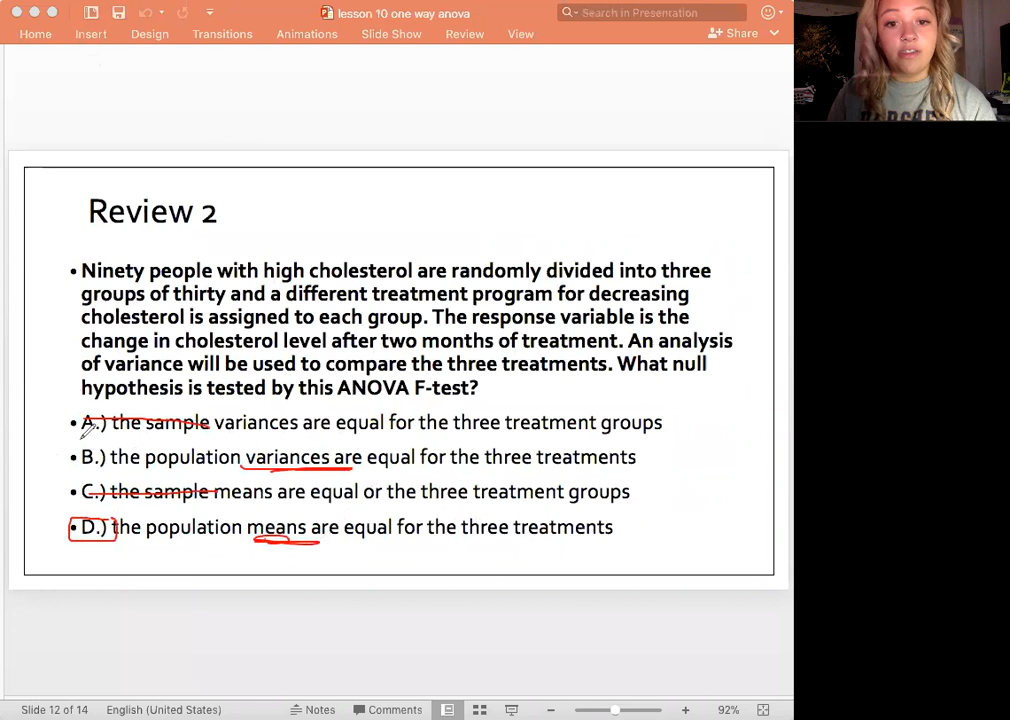 lesson 10 one way anova
Search in Presentation
Home Insert Design Transitions Animations Slide Show Review View
Share
Review 2
• Ninety people with high cholesterol are randomly divided into three
groups of thirty and a different treatment program for decreasing
cholesterol is assigned to each group. The response variable is the
change in cholesterol level after two months of treatment. An analysis
of variance will be used to compare the three treatments. What null
hypothesis is tested by this ANOVA F-test?
• A.) the sample variances are equal for the three treatment groups
• B.) the population variances are equal for the three treatments
• C.) the sample means are equal or the three treatment groups
• D.) the population means are equal for the three treatments
Slide 12 of 14 English (United States) Notes Comments 92%